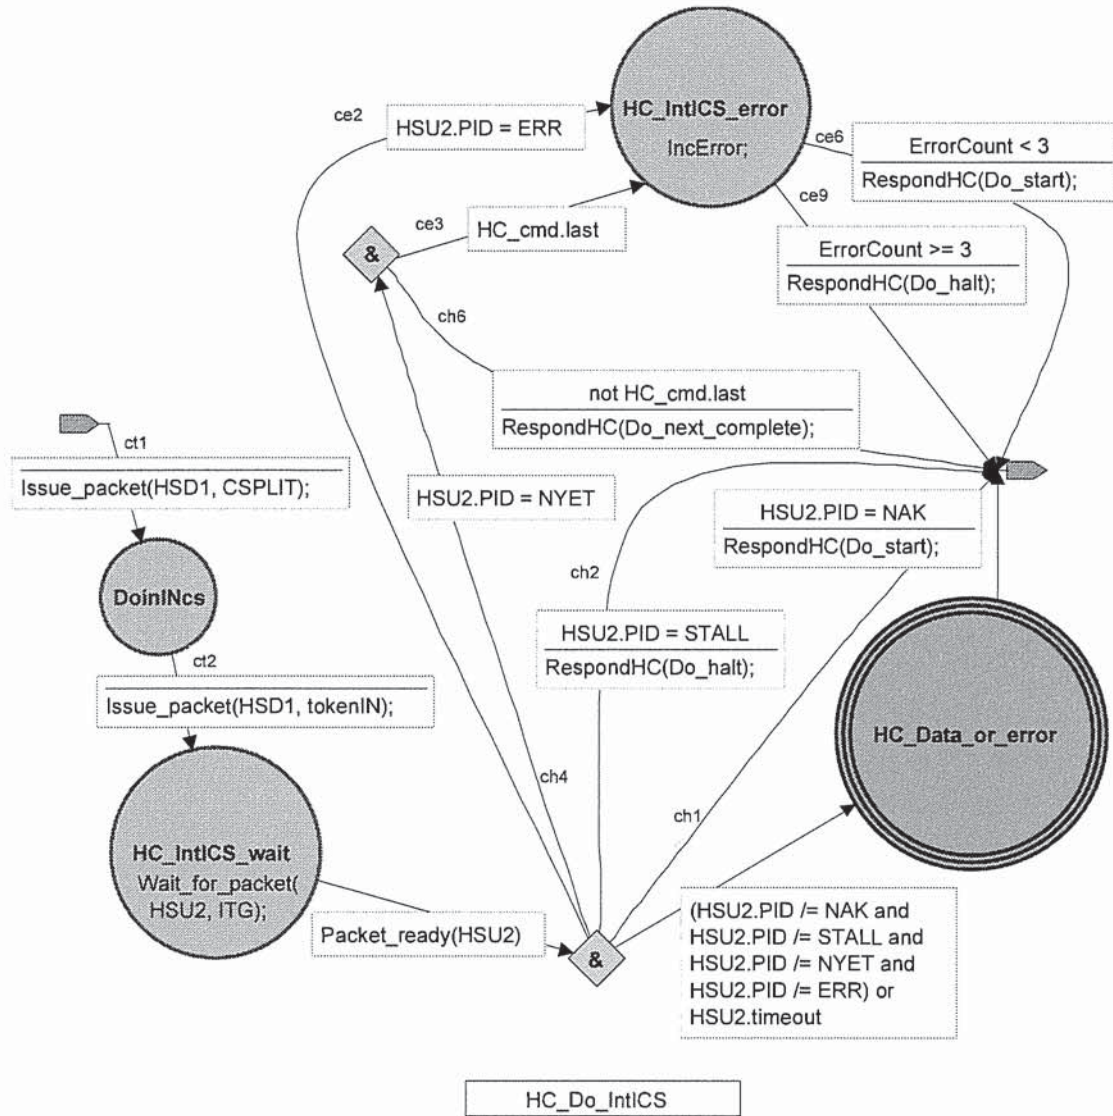 ce2
HSU2.PID = ERR
HC_IntICS_error
IncError;
ce6
ErrorCount < 3
RespondHC(Do_start);
ce3
HC_cmd.last
ce9
ErrorCount >= 3
RespondHC(Do_halt);
&
ch6
not HC_cmd.last
RespondHC(Do_next_complete);
ct1
Issue_packet(HSD1, CSPLIT);
HSU2.PID = NYET
HSU2.PID = NAK
RespondHC(Do_start);
ch2
DoinINcs
HSU2.PID = STALL
RespondHC(Do_halt);
ct2
Issue_packet(HSD1, tokenIN);
HC_Data_or_error
ch4
ch1
HC_IntICS_wait
Wait_for_packet(
HSU2, ITG);
Packet_ready(HSU2)
&
(HSU2.PID /= NAK and
HSU2.PID /= STALL and
HSU2.PID /= NYET and
HSU2.PID /= ERR) or
HSU2.timeout
HC_Do_IntICS